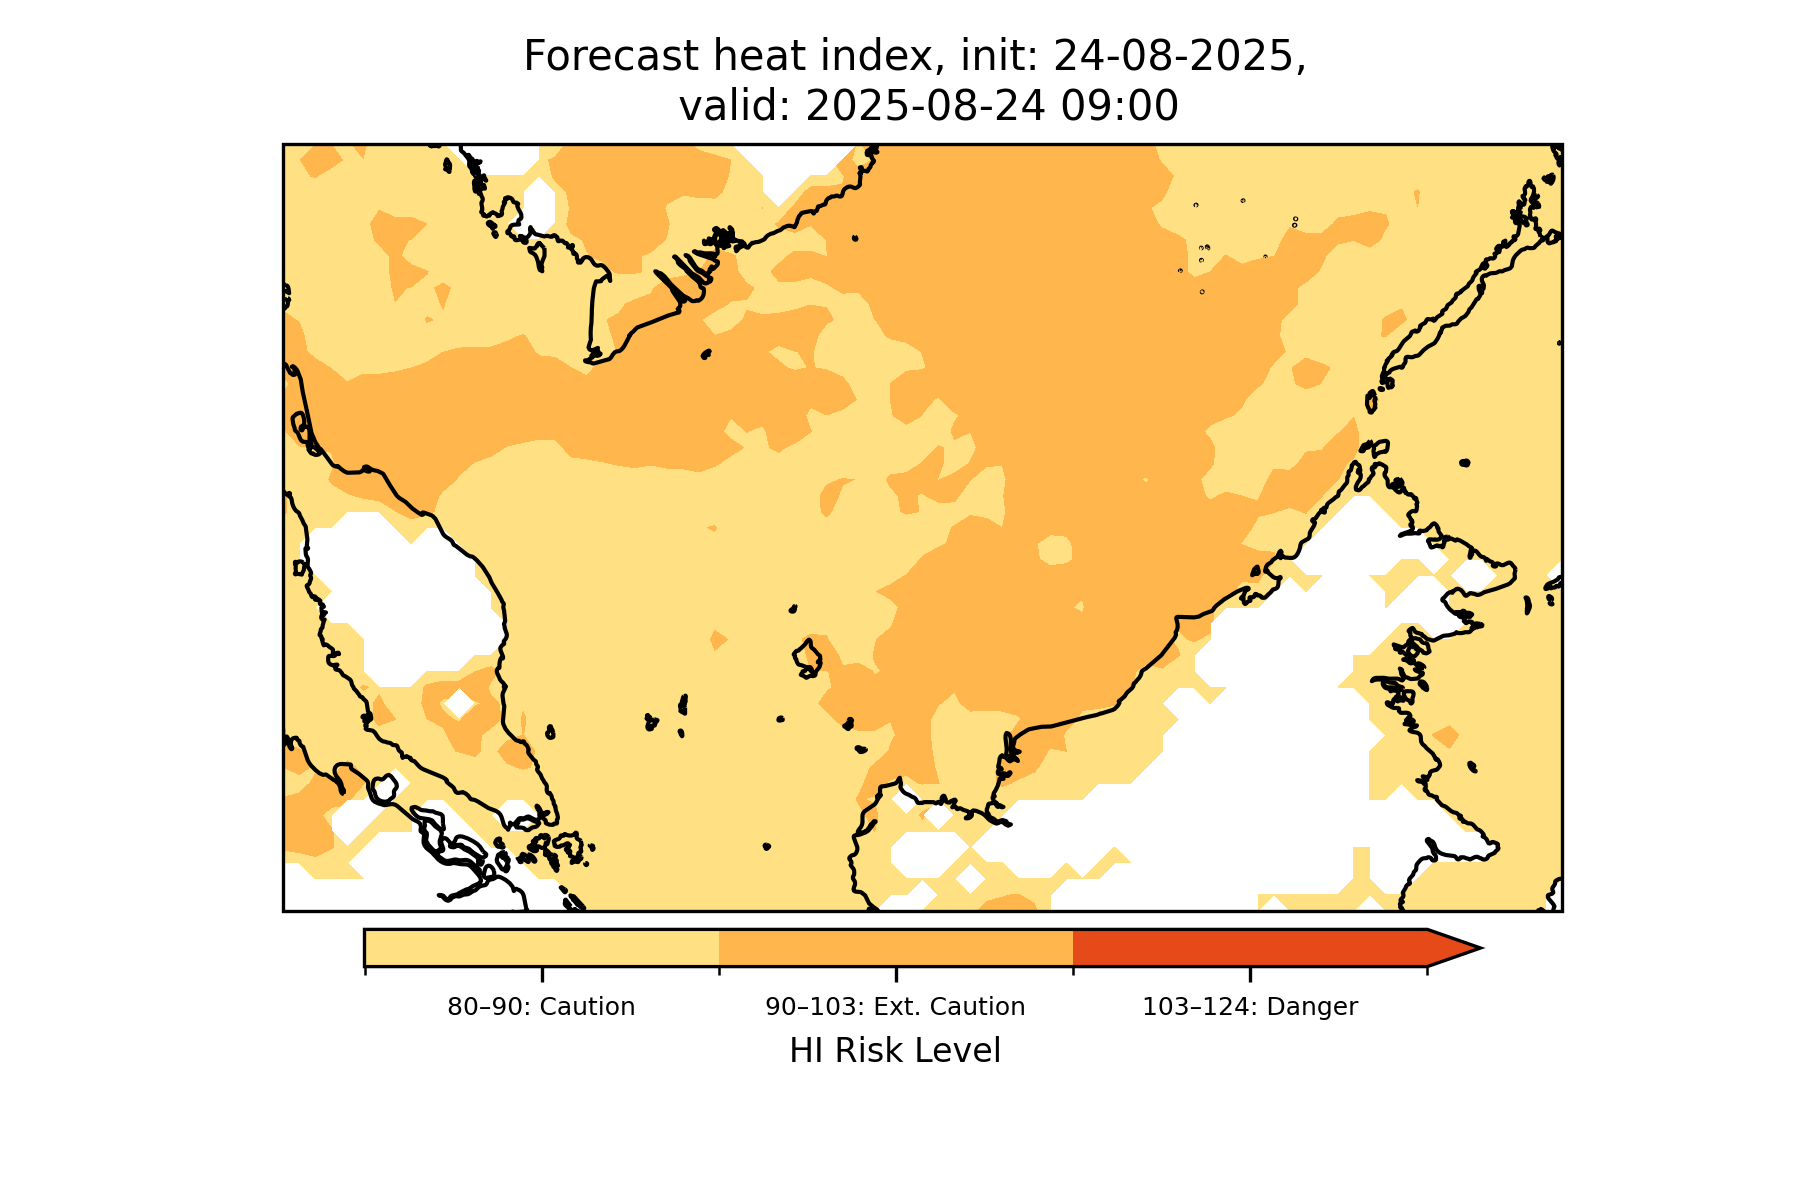 Forecast heat index, init: 24-08-2025,
valid: 2025-08-24 09:00
80–90: Caution
90–103: Ext. Caution
103–124: Danger
HI Risk Level